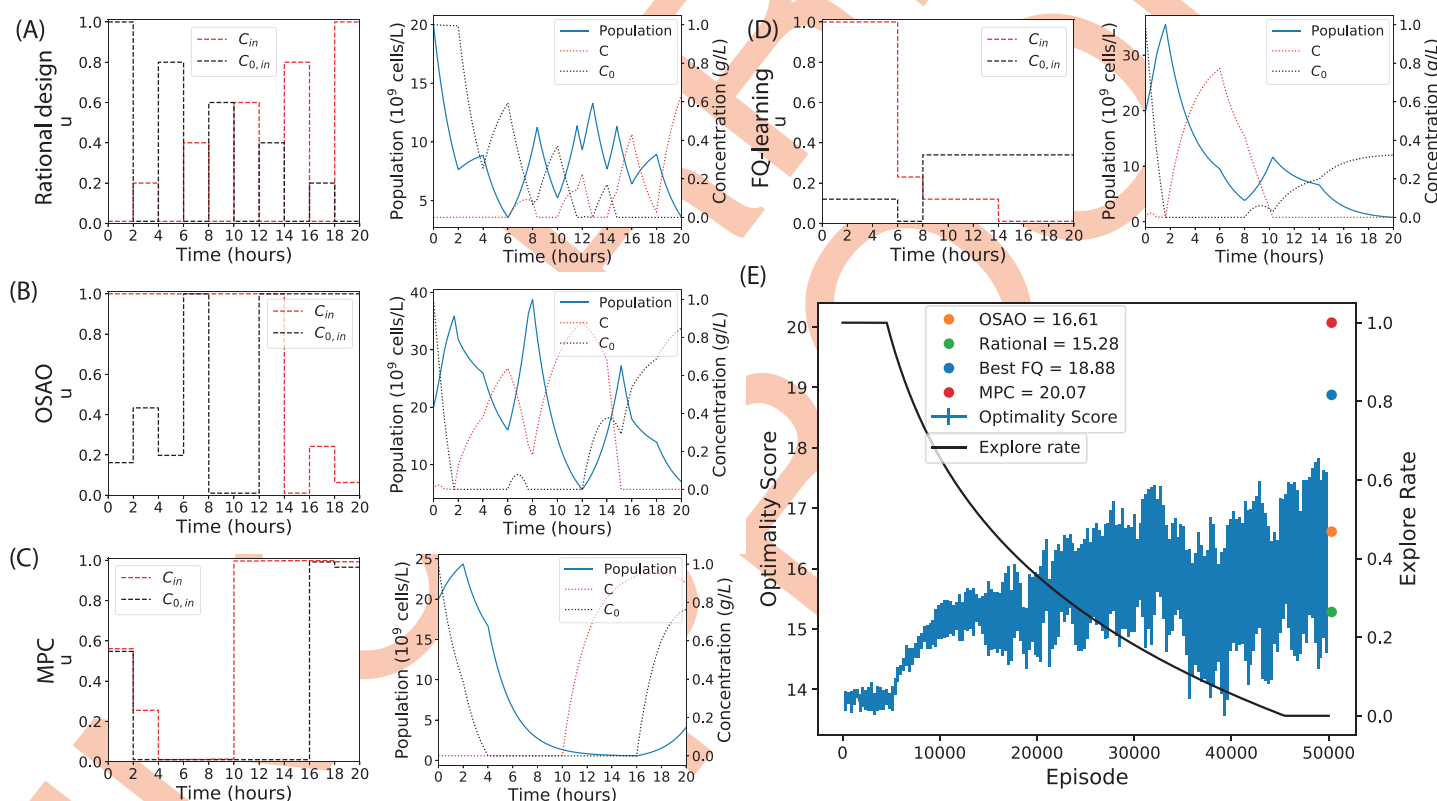 (A)
Rational design
u
1.0
0.8
0.6
0.4
0.2
0.0
C_in
C_0,in
0 2 4 6 8 10 12 14 16 18 20
Time (hours)
Population (10^9 cells/L)
20
15
10
5
Population
C
C_0
1.0
0.8
0.6
0.4
0.2
0.0
Concentration (g/L)
0 2 4 6 8 10 12 14 16 18 20
Time (hours)
(D)
FQ-learning
u
1.0
0.8
0.6
0.4
0.2
0.0
C_in
C_0,in
0 2 4 6 8 10 12 14 16 18 20
Time (hours)
Population (10^9 cells/L)
30
20
10
0
Population
C
C_0
1.0
0.8
0.6
0.4
0.2
0.0
Concentration (g/L)
0 2 4 6 8 10 12 14 16 18 20
Time (hours)
(B)
OSAO
u
1.0
0.8
0.6
0.4
0.2
0.0
C_in
C_0,in
0 2 4 6 8 10 12 14 16 18 20
Time (hours)
Population (10^9 cells/L)
40
30
20
10
Population
C
C_0
1.0
0.8
0.6
0.4
0.2
0.0
Concentration (g/L)
0 2 4 6 8 10 12 14 16 18 20
Time (hours)
(C)
MPC
u
1.0
0.8
0.6
0.4
0.2
0.0
C_in
C_0,in
0 2 4 6 8 10 12 14 16 18 20
Time (hours)
Population (10^9 cells/L)
25
20
15
10
5
0
Population
C
C_0
1.0
0.8
0.6
0.4
0.2
0.0
Concentration (g/L)
0 2 4 6 8 10 12 14 16 18 20
Time (hours)
(E)
Optimality Score
20
19
18
17
16
15
14
OSAO = 16.61
Rational = 15.28
Best FQ = 18.88
MPC = 20.07
Optimality Score
Explore rate
1.0
0.8
0.6
0.4
0.2
0.0
Explore Rate
0 10000 20000 30000 40000 50000
Episode